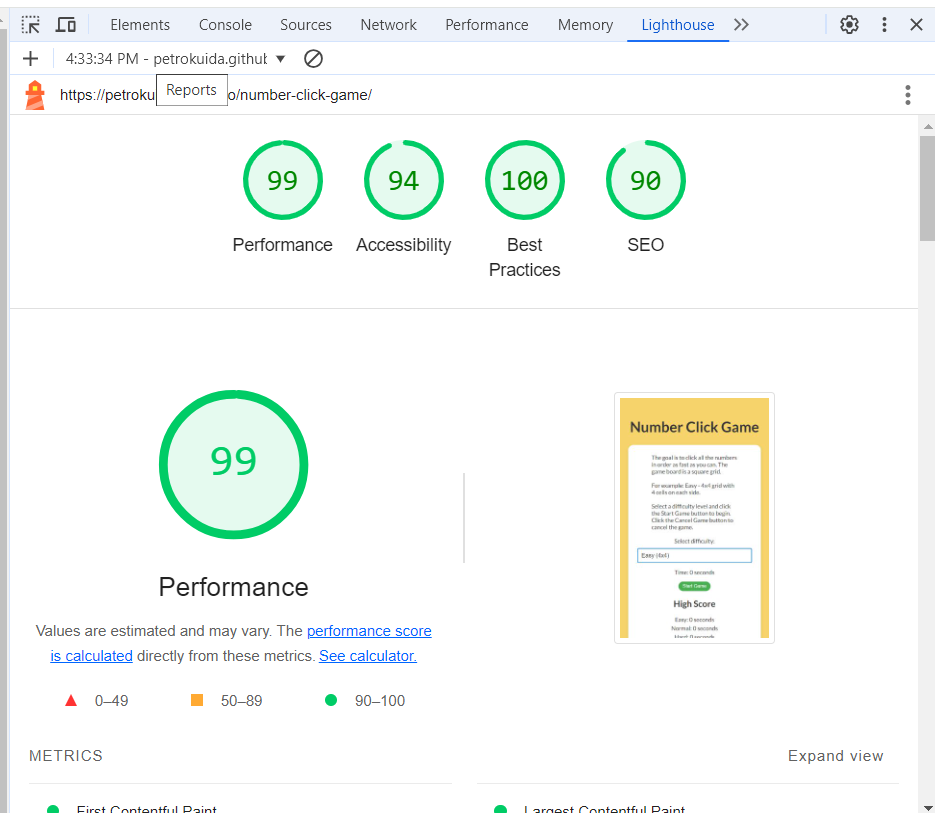 Elements Console Sources Network Performance Memory Lighthouse
4:33:34 PM - petrokuida.github
Reports
https://petroku o/number-click-game/
99 94 100 90
Performance Accessibility Best Practices SEO
99
Performance
Values are estimated and may vary. The performance score
is calculated directly from these metrics. See calculator.
0–49 50–89 90–100
Number Click Game
The goal is to click all the numbers
in order as fast as you can. The
game board is a square grid.
For example: Easy - 4x4 grid with
4 cells on each side.
Select a difficulty level and click
the Start Game button to begin.
Click the Cancel Game button to
cancel the game.
Select difficulty:
Easy (4x4)
Time: 0 seconds
Start Game
High Score
Easy: 0 seconds
Normal: 0 seconds
Hard: 0 seconds
METRICS Expand view
First Contentful Paint Largest Contentful Paint